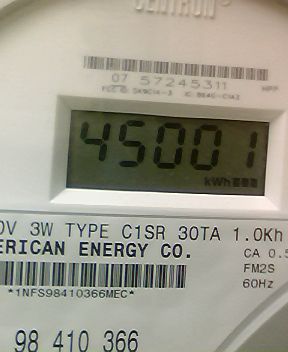 CENTRON
07 57245311
45001
kWh
0V 3W TYPE C1SR 30TA 1.0Kh
ERICAN ENERGY CO.
CA 0.5
*1NFS98410366MEC*
FM2S
60Hz
98 410 366